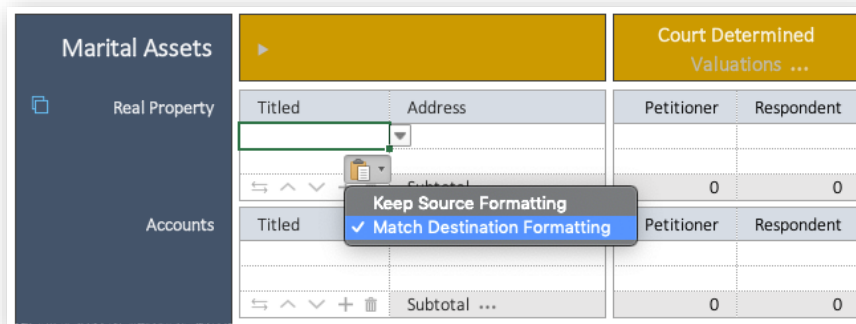 Marital Assets
Court Determined
Valuations ...
Real Property
Titled
Address
Petitioner
Respondent
Subtotal
0
0
Keep Source Formatting
✓ Match Destination Formatting
Accounts
Titled
Petitioner
Respondent
Subtotal ...
0
0